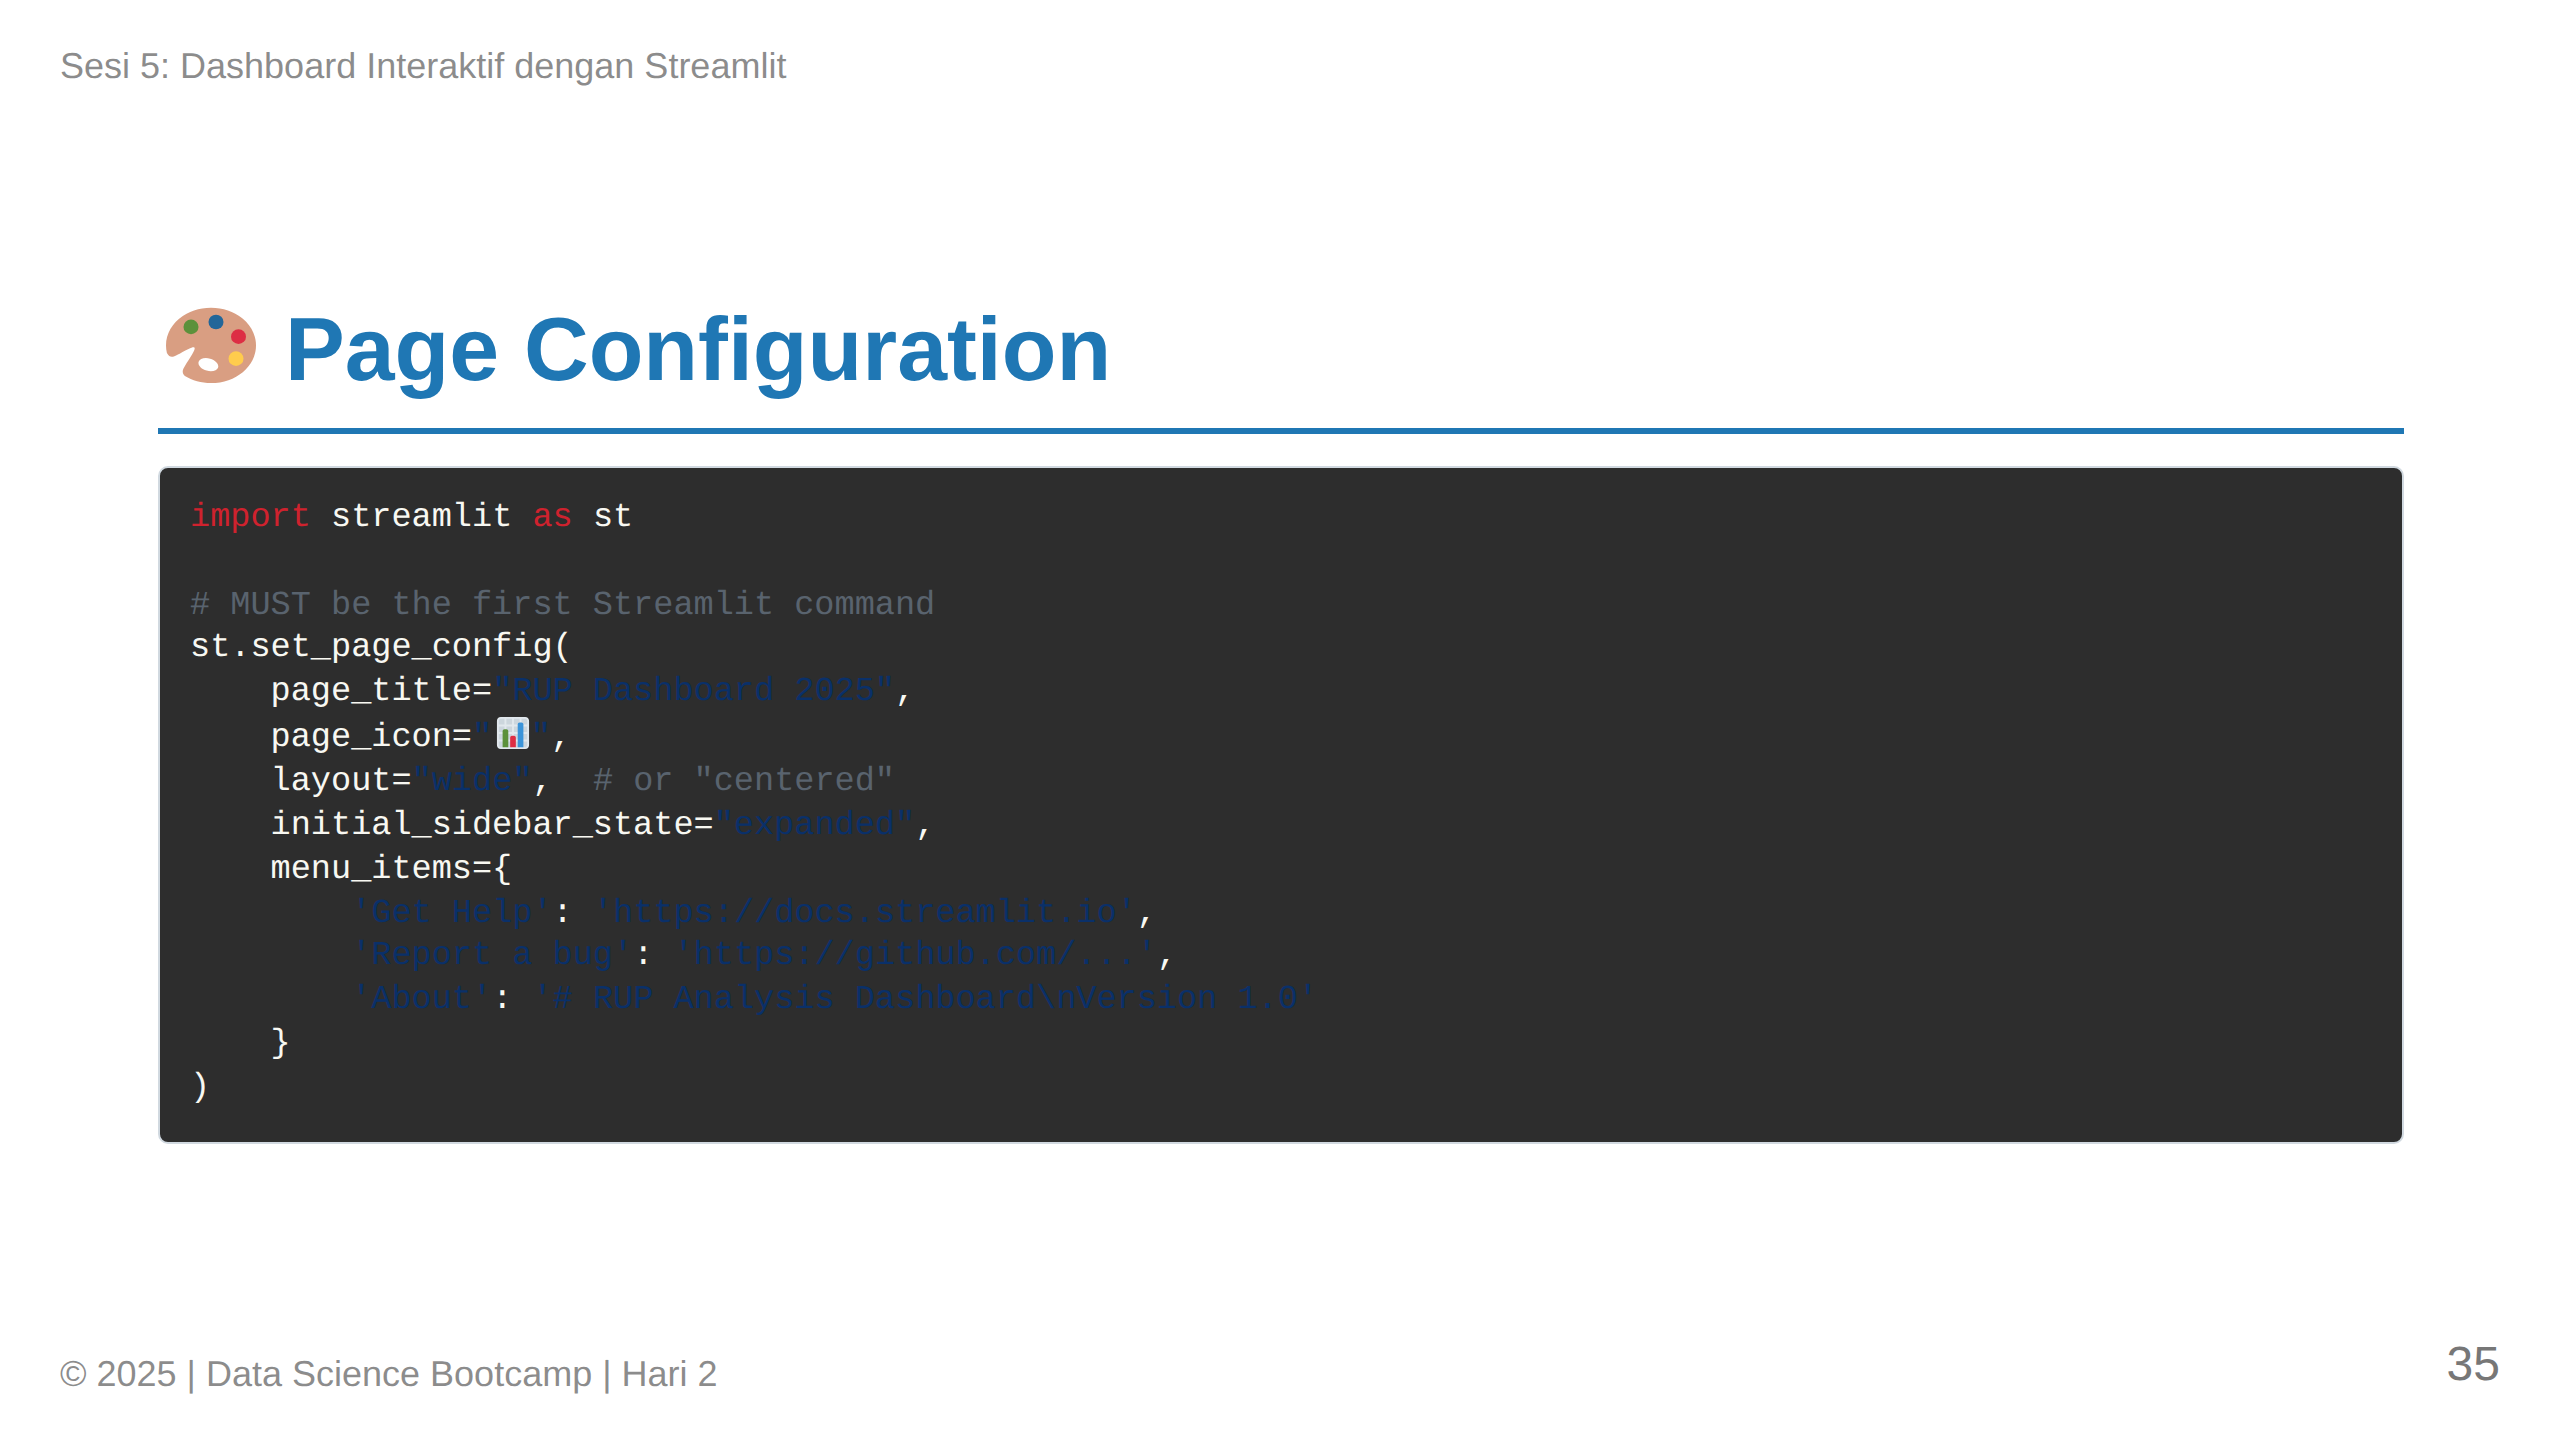 Sesi 5: Dashboard Interaktif dengan Streamlit
🎨 Page Configuration
import streamlit as st
# MUST be the first Streamlit command
st.set_page_config(
    page_title="RUP Dashboard 2025",
    page_icon="📊",
    layout="wide",  # or "centered"
    initial_sidebar_state="expanded",
    menu_items={
        'Get Help': 'https://docs.streamlit.io',
        'Report a bug': 'https://github.com/...',
        'About': '# RUP Analysis Dashboard\nVersion 1.0'
    }
)
© 2025 | Data Science Bootcamp | Hari 2
35